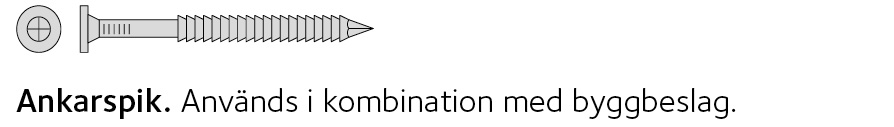 Ankarspik. Används i kombination med byggbeslag.